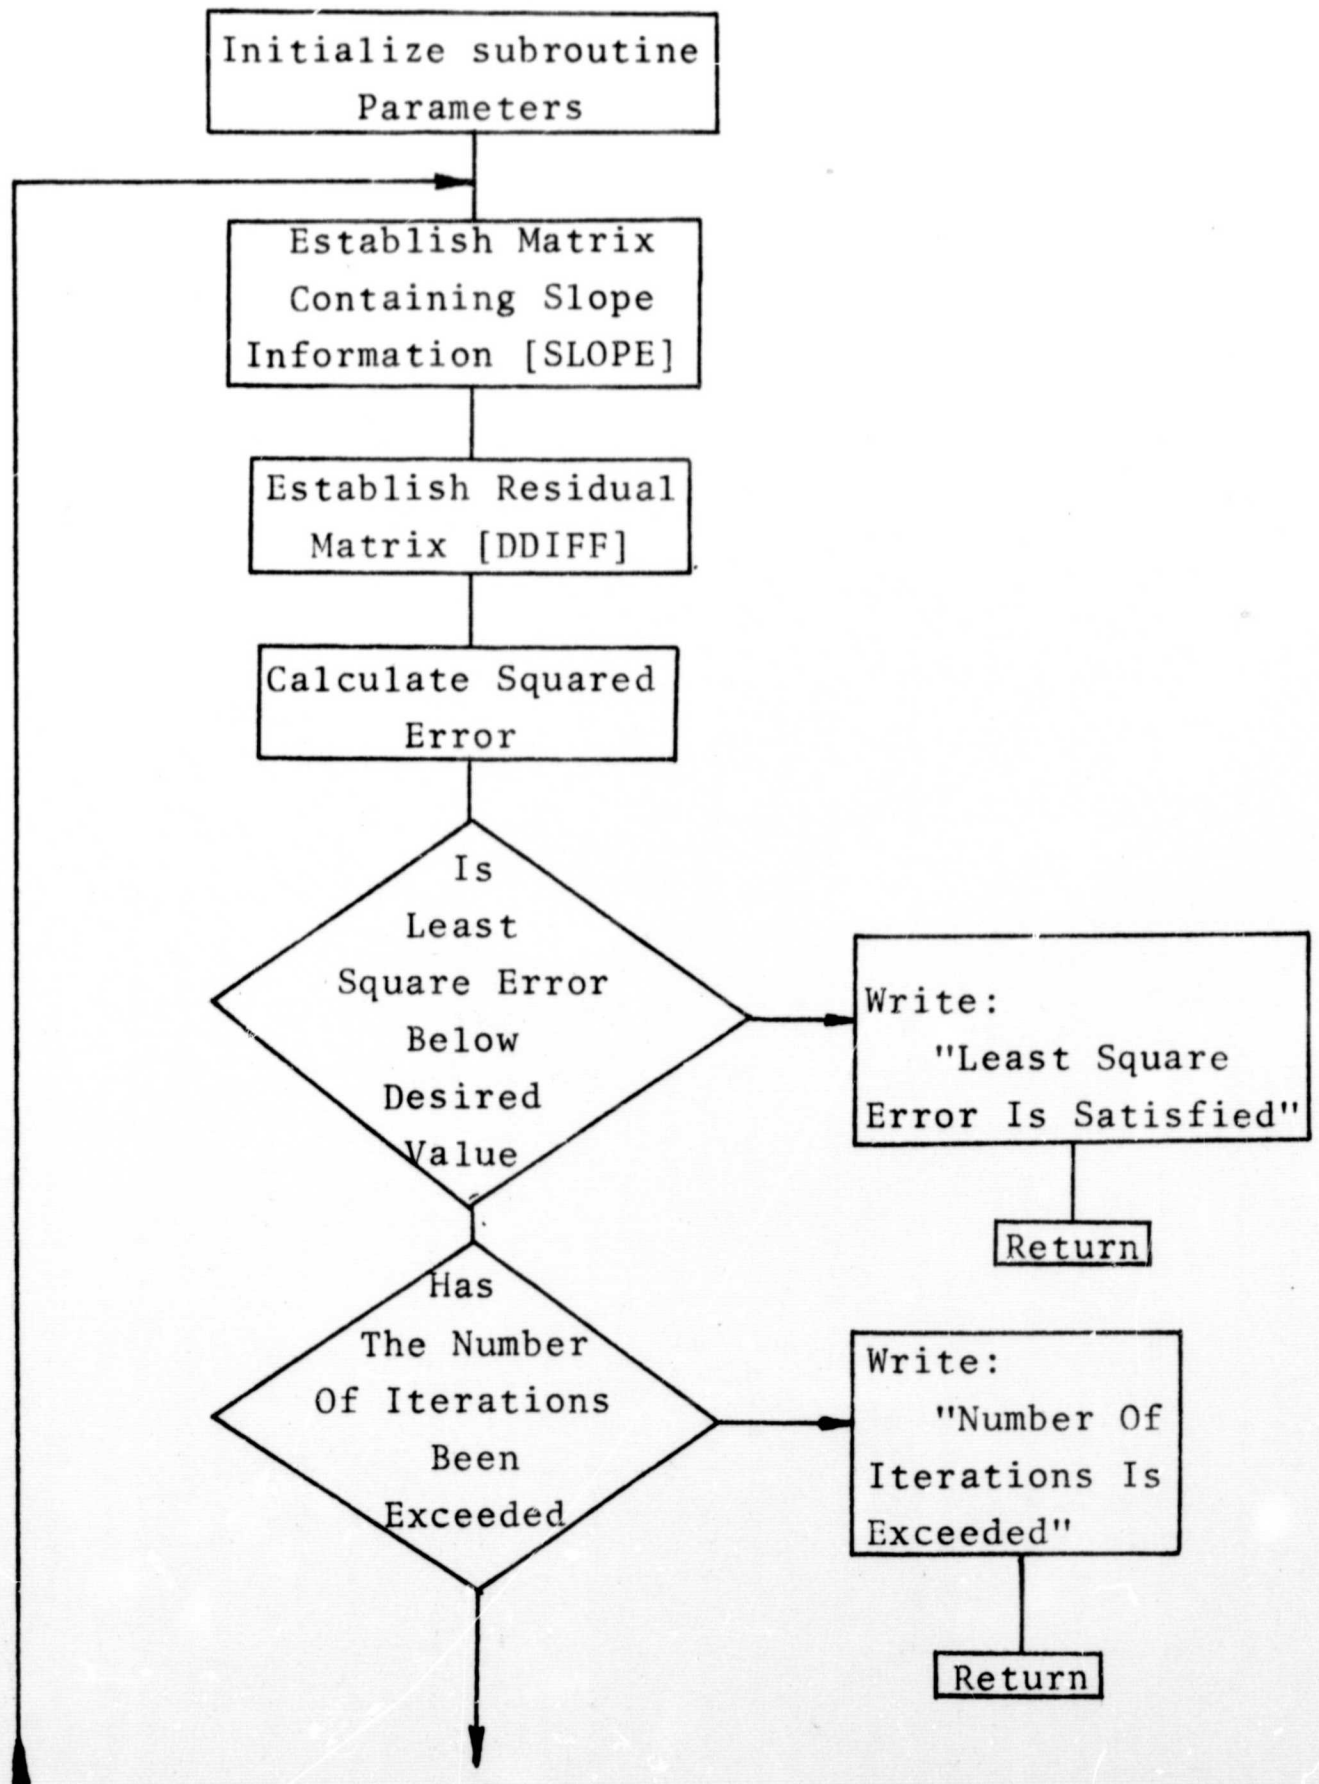 Initialize subroutine
Parameters
Establish Matrix
Containing Slope
Information [SLOPE]
Establish Residual
Matrix [DDIFF]
Calculate Squared
Error
Is
Least
Square Error
Below
Desired
Value
Write:
"Least Square
Error Is Satisfied"
Return
Has
The Number
Of Iterations
Been
Exceeded
Write:
"Number Of
Iterations Is
Exceeded"
Return